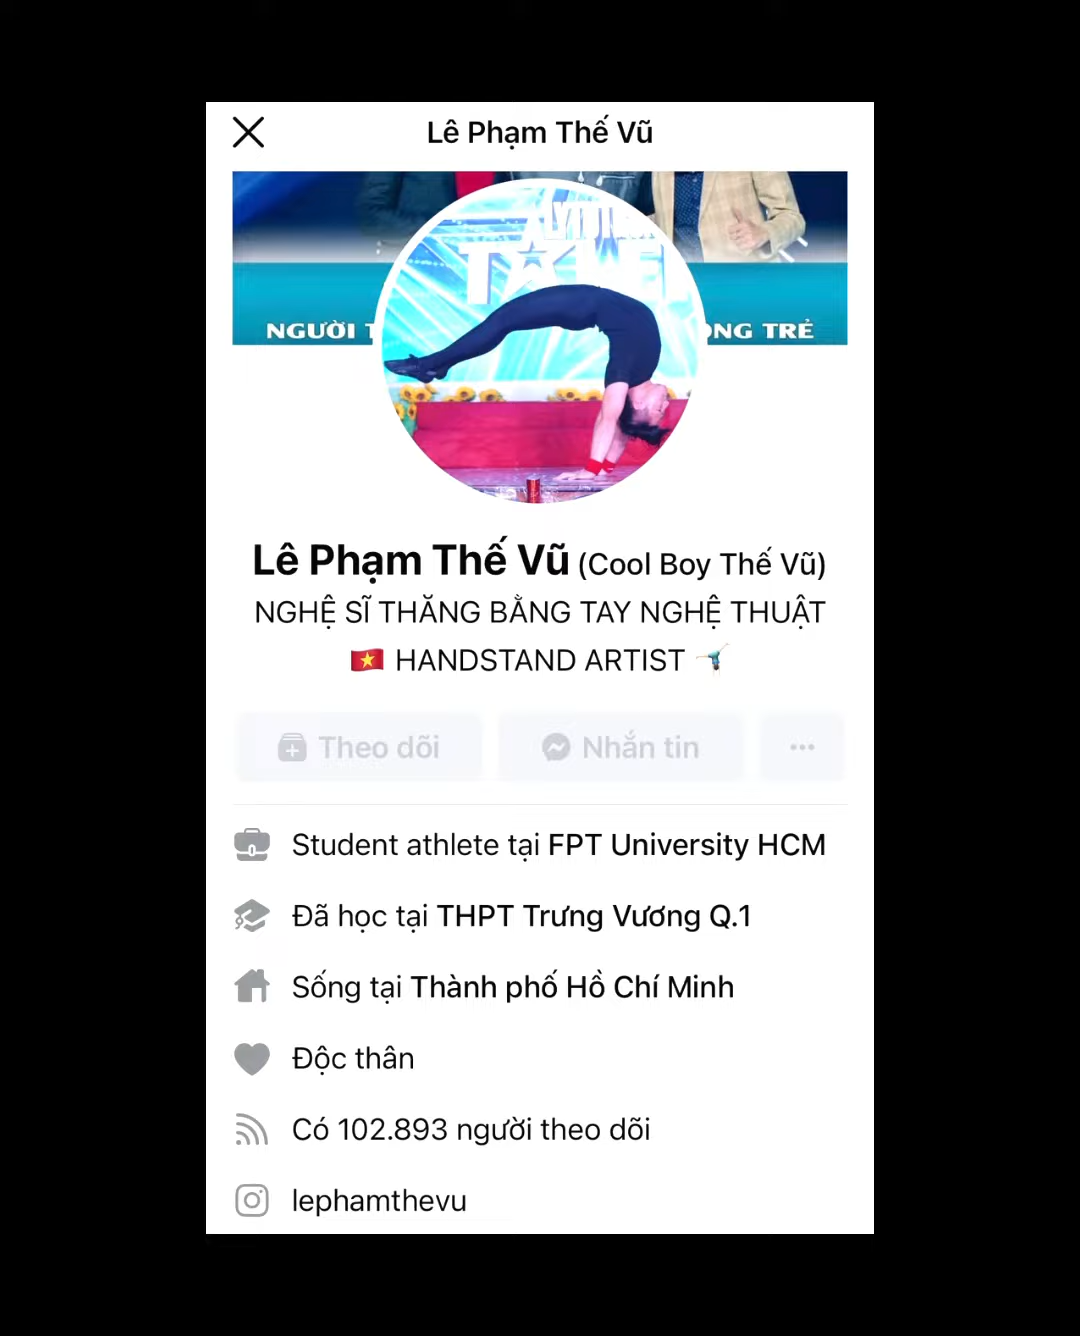 Lê Phạm Thế Vũ
TALENT
NGƯỜI
TRẺ
Lê Phạm Thế Vũ (Cool Boy Thế Vũ)
NGHỆ SĨ THĂNG BẰNG TAY NGHỆ THUẬT
🇻🇳 HANDSTAND ARTIST 🤸‍♂️
Theo dõi
Nhắn tin
Student athlete tại FPT University HCM
Đã học tại THPT Trưng Vương Q.1
Sống tại Thành phố Hồ Chí Minh
Độc thân
Có 102.893 người theo dõi
lephamthevu